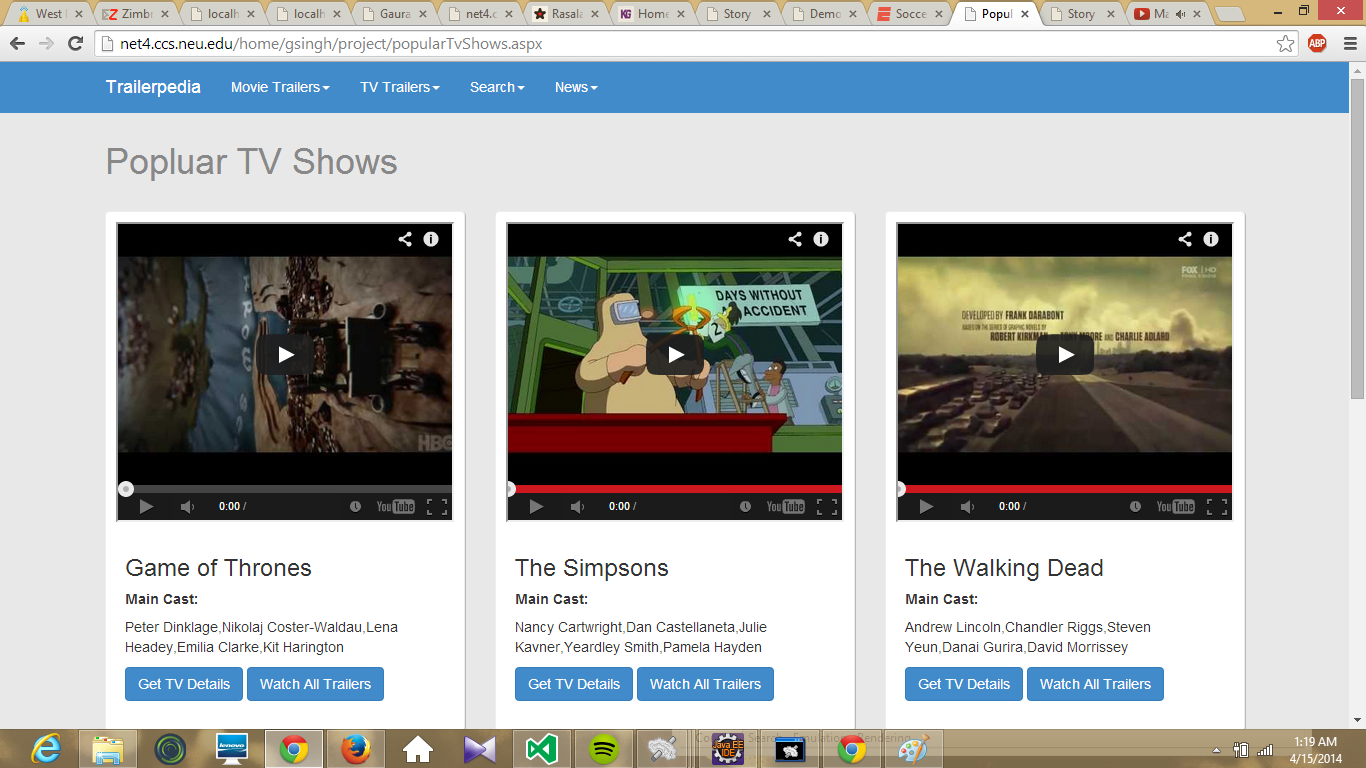 West
Zimbr
localh
localh
Gaura
net4.c
Rasala
Home
Story
Demo
Socce
Popul
Story
Ma
net4.ccs.neu.edu/home/gsingh/project/popularTvShows.aspx
ABP
Trailerpedia Movie Trailers TV Trailers Search News
Popluar TV Shows
HBO
0:00 /
YouTube
Game of Thrones
Main Cast:
Peter Dinklage,Nikolaj Coster-Waldau,Lena
Headey,Emilia Clarke,Kit Harington
Get TV Details Watch All Trailers
DAYS WITHOUT
ACCIDENT
2
0:00 /
YouTube
The Simpsons
Main Cast:
Nancy Cartwright,Dan Castellaneta,Julie
Kavner,Yeardley Smith,Pamela Hayden
Get TV Details Watch All Trailers
FOX HD
DEVELOPED BY FRANK DARABONT
BASED ON THE SERIES OF GRAPHIC NOVELS BY
ROBERT KIRKMAN, TONY MOORE AND CHARLIE ADLARD
0:00 /
YouTube
The Walking Dead
Main Cast:
Andrew Lincoln,Chandler Riggs,Steven
Yeun,Danai Gurira,David Morrissey
Get TV Details Watch All Trailers
lenovo
Java EE
IDE
1:19 AM
4/15/2014